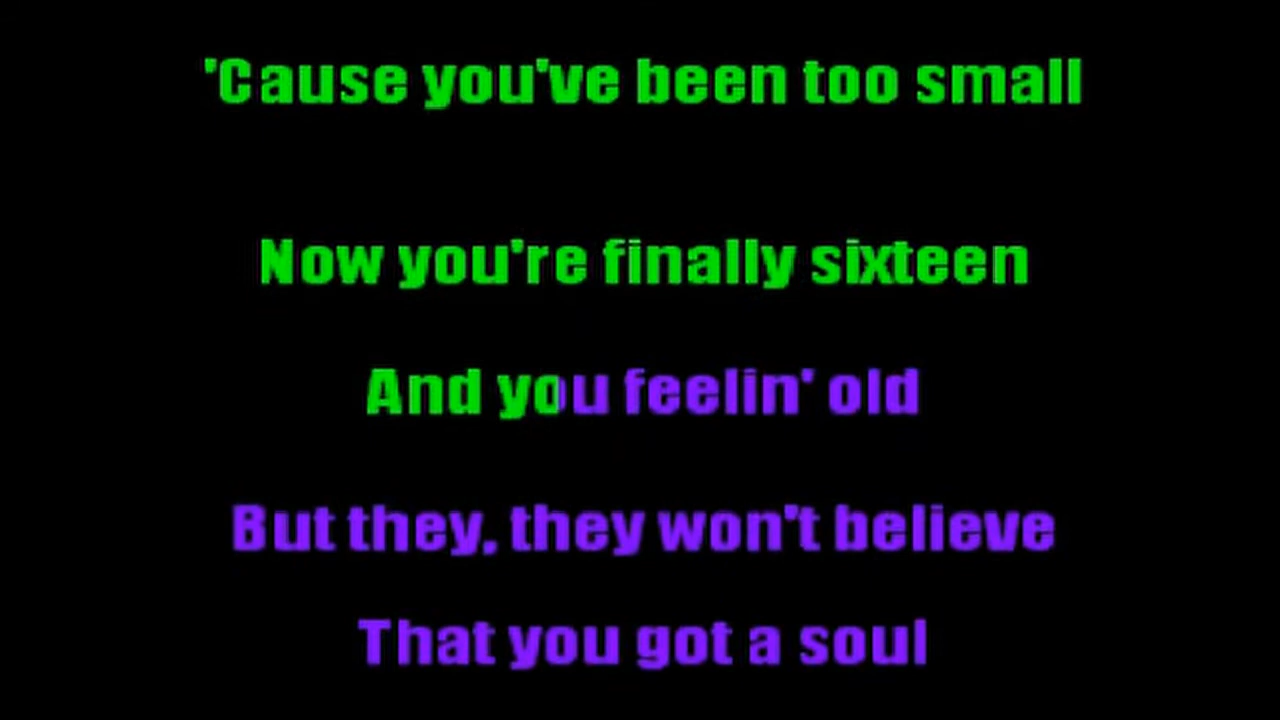 'Cause you've been too small
Now you're finally sixteen
And you feelin' old
But they, they won't believe
That you got a soul